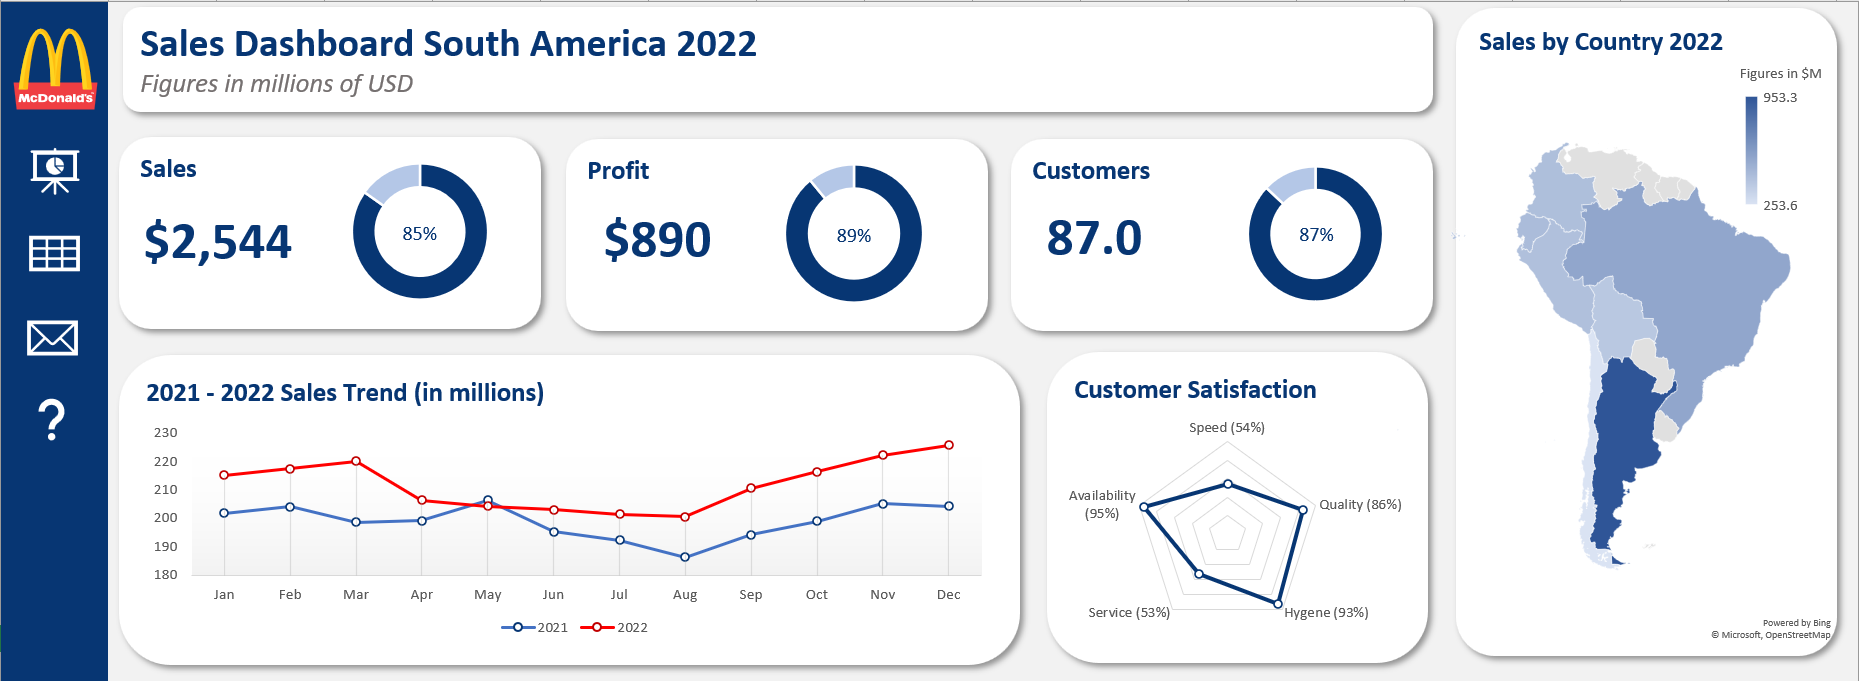 McDonald's
Sales Dashboard South America 2022
Figures in millions of USD
Sales
$2,544
85%
Profit
$890
89%
Customers
87.0
87%
2021 - 2022 Sales Trend (in millions)
230
220
210
200
190
180
Jan Feb Mar Apr May Jun Jul Aug Sep Oct Nov Dec
2021 2022
Customer Satisfaction
Speed (54%)
Quality (86%)
Hygene (93%)
Service (53%)
Availability
(95%)
Sales by Country 2022
Figures in $M
953.3
253.6
Powered by Bing
© Microsoft, OpenStreetMap